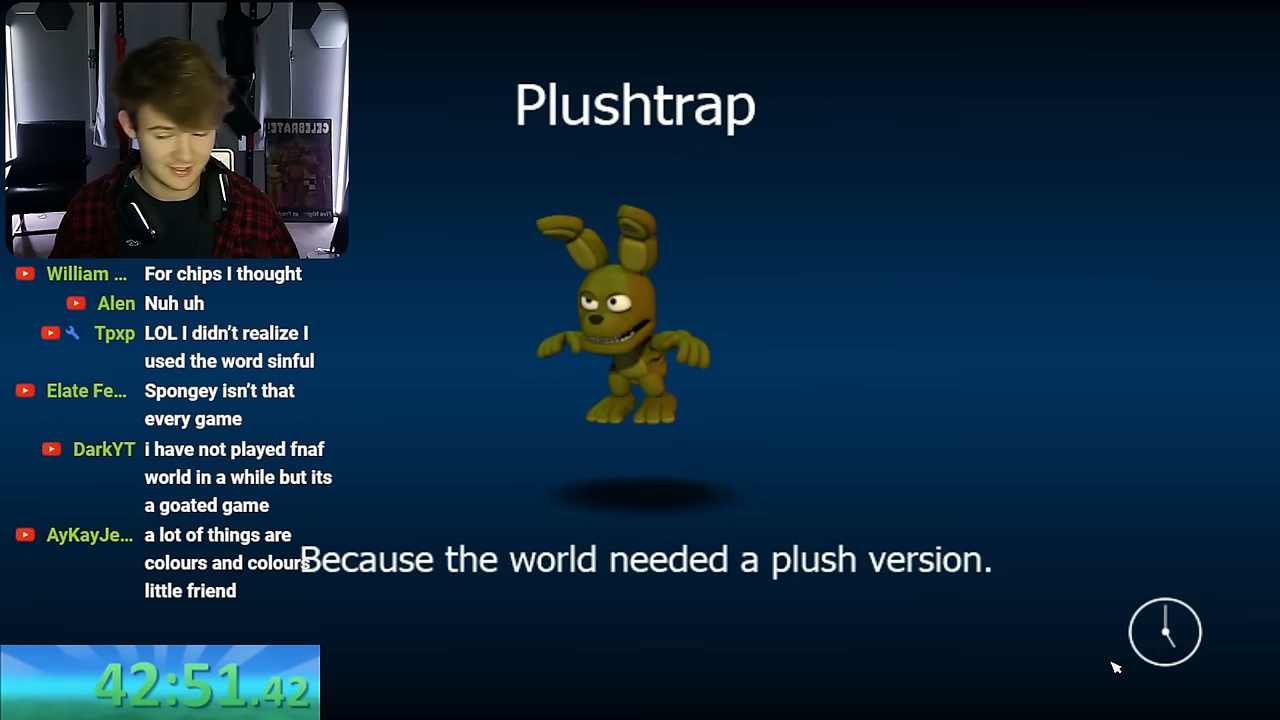 Plushtrap
CELEBRATE!
William ... For chips I thought
Alen Nuh uh
Tpxp LOL I didn't realize I
used the word sinful
Elate Fe... Spongey isn't that
every game
DarkYT i have not played fnaf
world in a while but its
a goated game
AyKayJe... a lot of things are
colours and colours
little friend
Because the world needed a plush version.
42:51.42